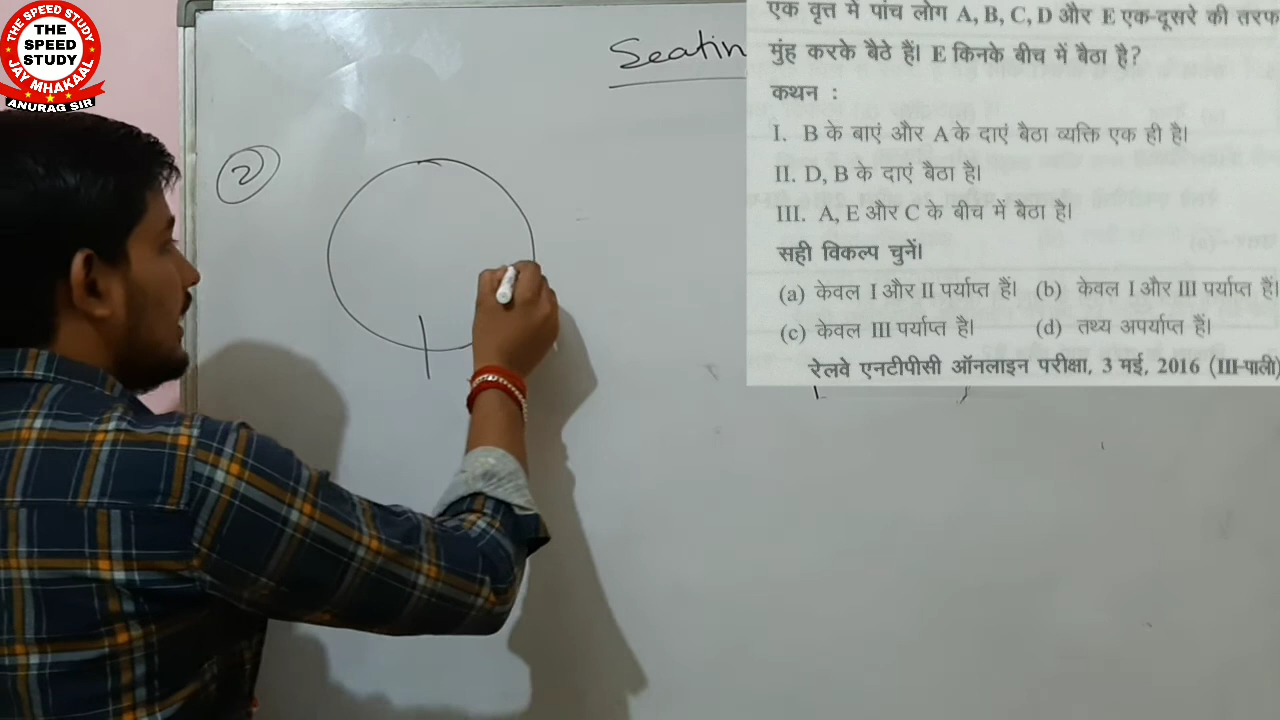 THE SPEED STUDY
THE
SPEED
STUDY
JAY MHAKAAL
ANURAG SIR
Seatin
2
एक वृत्त में पांच लोग A, B, C, D और E एक-दूसरे की तरफ
मुंह करके बैठे हैं। E किनके बीच में बैठा है?
कथन :
I. B के बाएं और A के दाएं बैठा व्यक्ति एक ही है।
II. D, B के दाएं बैठा है।
III. A, E और C के बीच में बैठा है।
सही विकल्प चुनें।
(a) केवल I और II पर्याप्त हैं। (b) केवल I और III पर्याप्त हैं।
(c) केवल III पर्याप्त है। (d) तथ्य अपर्याप्त हैं।
रेलवे एनटीपीसी ऑनलाइन परीक्षा, 3 मई, 2016 (III-पाली)